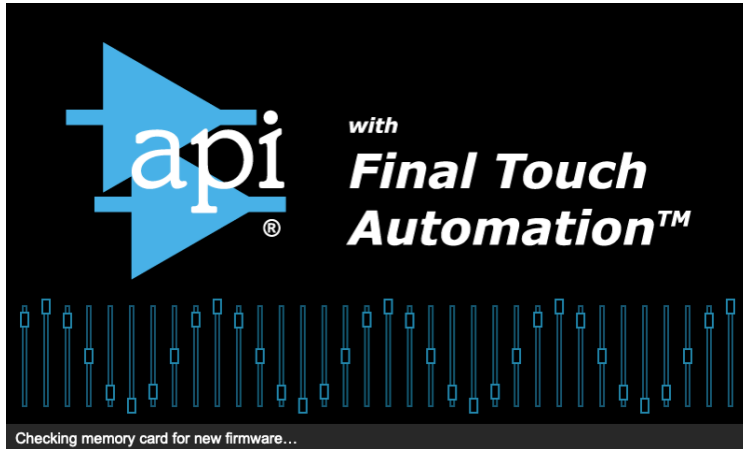 api
®
with
Final Touch
Automation™
Checking memory card for new firmware...